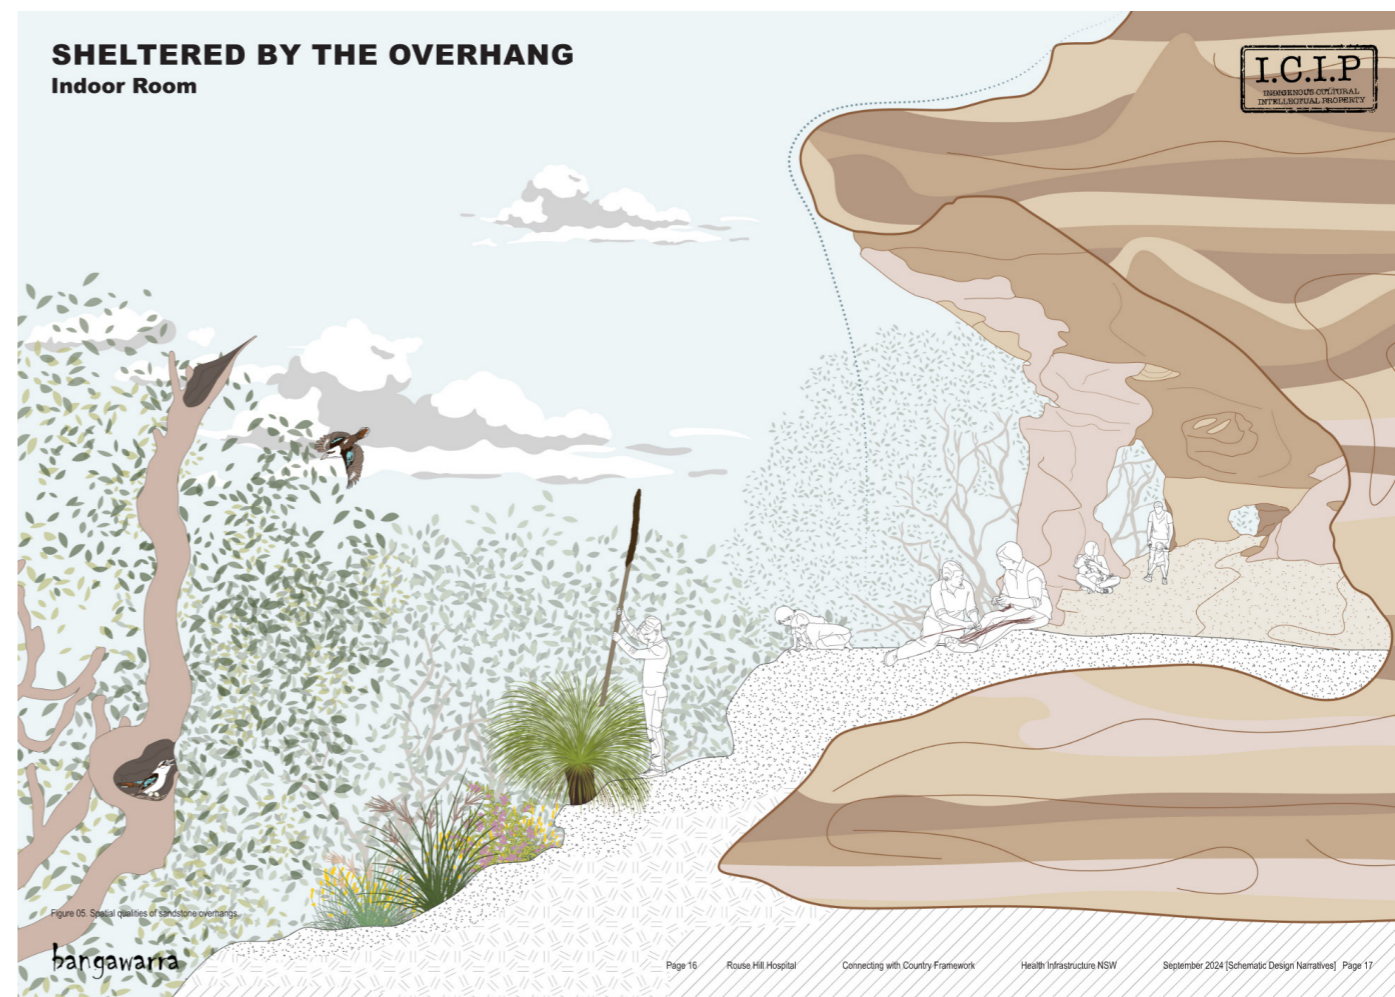 SHELTERED BY THE OVERHANG
Indoor Room
I.C.I.P
INDIGENOUS CULTURAL
INTELLECTUAL PROPERTY
Figure 05. Spatial qualities of sandstone overhangs.
bangawarra
Page 16 Rouse Hill Hospital Connecting with Country Framework Health Infrastructure NSW September 2024 [Schematic Design Narratives] Page 17